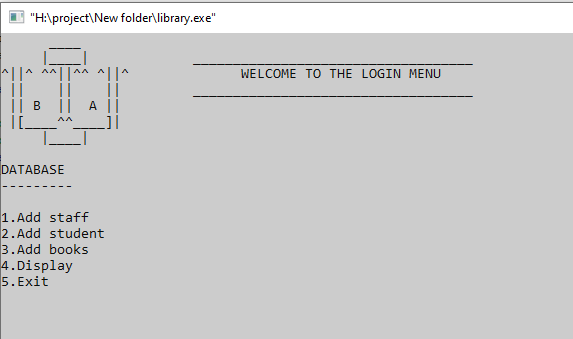 "H:\project\New folder\library.exe"
WELCOME TO THE LOGIN MENU
B A
DATABASE
---------
1.Add staff
2.Add student
3.Add books
4.Display
5.Exit